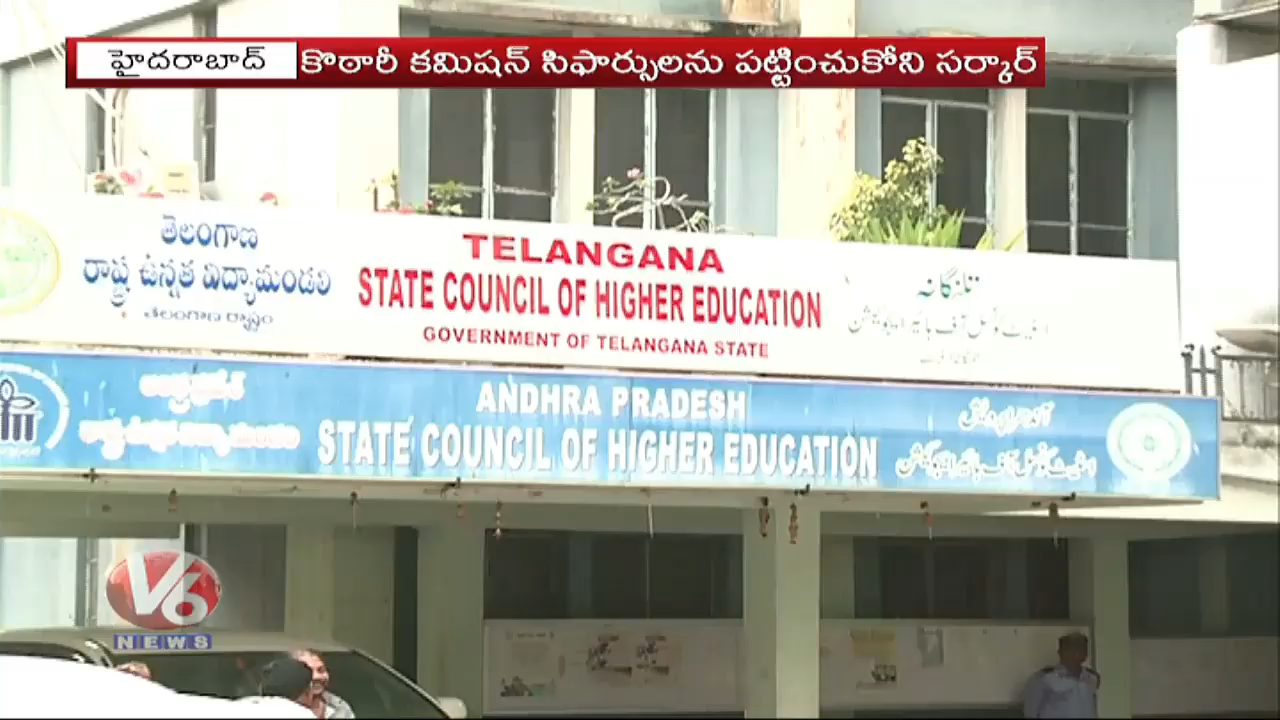 హైదరాబాద్ కొఠారీ కమిషన్ సిఫార్సులను పట్టించుకోని సర్కార్
తెలంగాణ
రాష్ట్ర ఉన్నత విద్యామండలి
తెలంగాణ రాష్ట్రం
TELANGANA
STATE COUNCIL OF HIGHER EDUCATION
GOVERNMENT OF TELANGANA STATE
تلنگانہ
ANDHRA PRADESH
STATE COUNCIL OF HIGHER EDUCATION
V6
NEWS